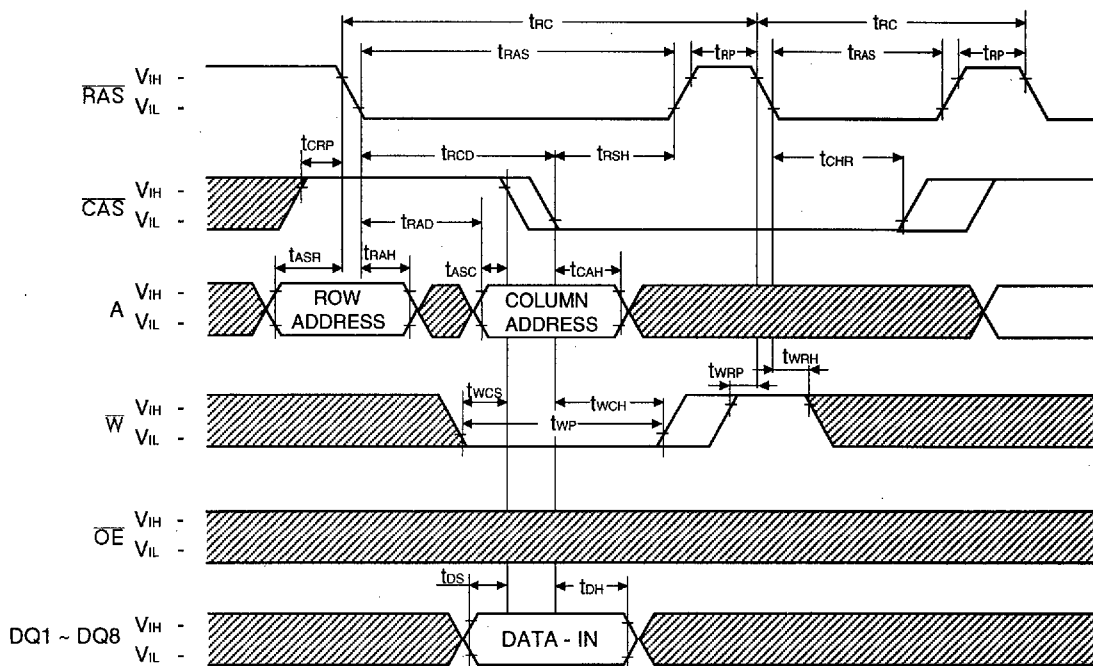 tRC tRC
tRAS tRP tRAS tRP
RAS VIH -
VIL -
tCRP tRCD tRSH tCHR
CAS VIH -
VIL -
tRAD
tASR tRAH tASC tCAH
A VIH -
VIL -
ROW
ADDRESS
COLUMN
ADDRESS
tWRP tWRH
tWCS tWCH
W VIH -
VIL -
tWP
OE VIH -
VIL -
tDS tDH
DQ1 ~ DQ8 VIH -
VIL -
DATA - IN